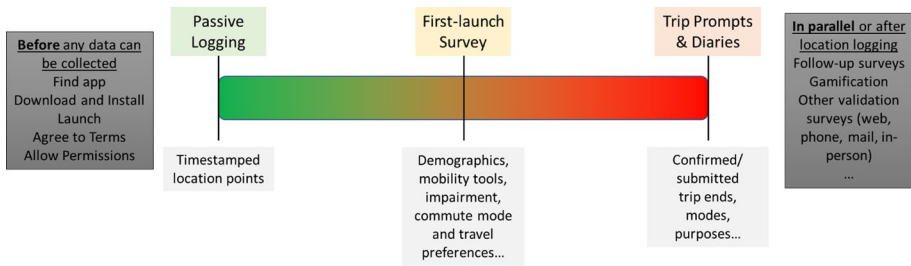 Before any data can
be collected
Find app
Download and Install
Launch
Agree to Terms
Allow Permissions
Passive
Logging
Timestamped
location points
First-launch
Survey
Demographics,
mobility tools,
impairment,
commute mode
and travel
preferences…
Trip Prompts
& Diaries
Confirmed/
submitted
trip ends,
modes,
purposes…
In parallel or after
location logging
Follow-up surveys
Gamification
Other validation
surveys (web,
phone, mail, in-
person)
…